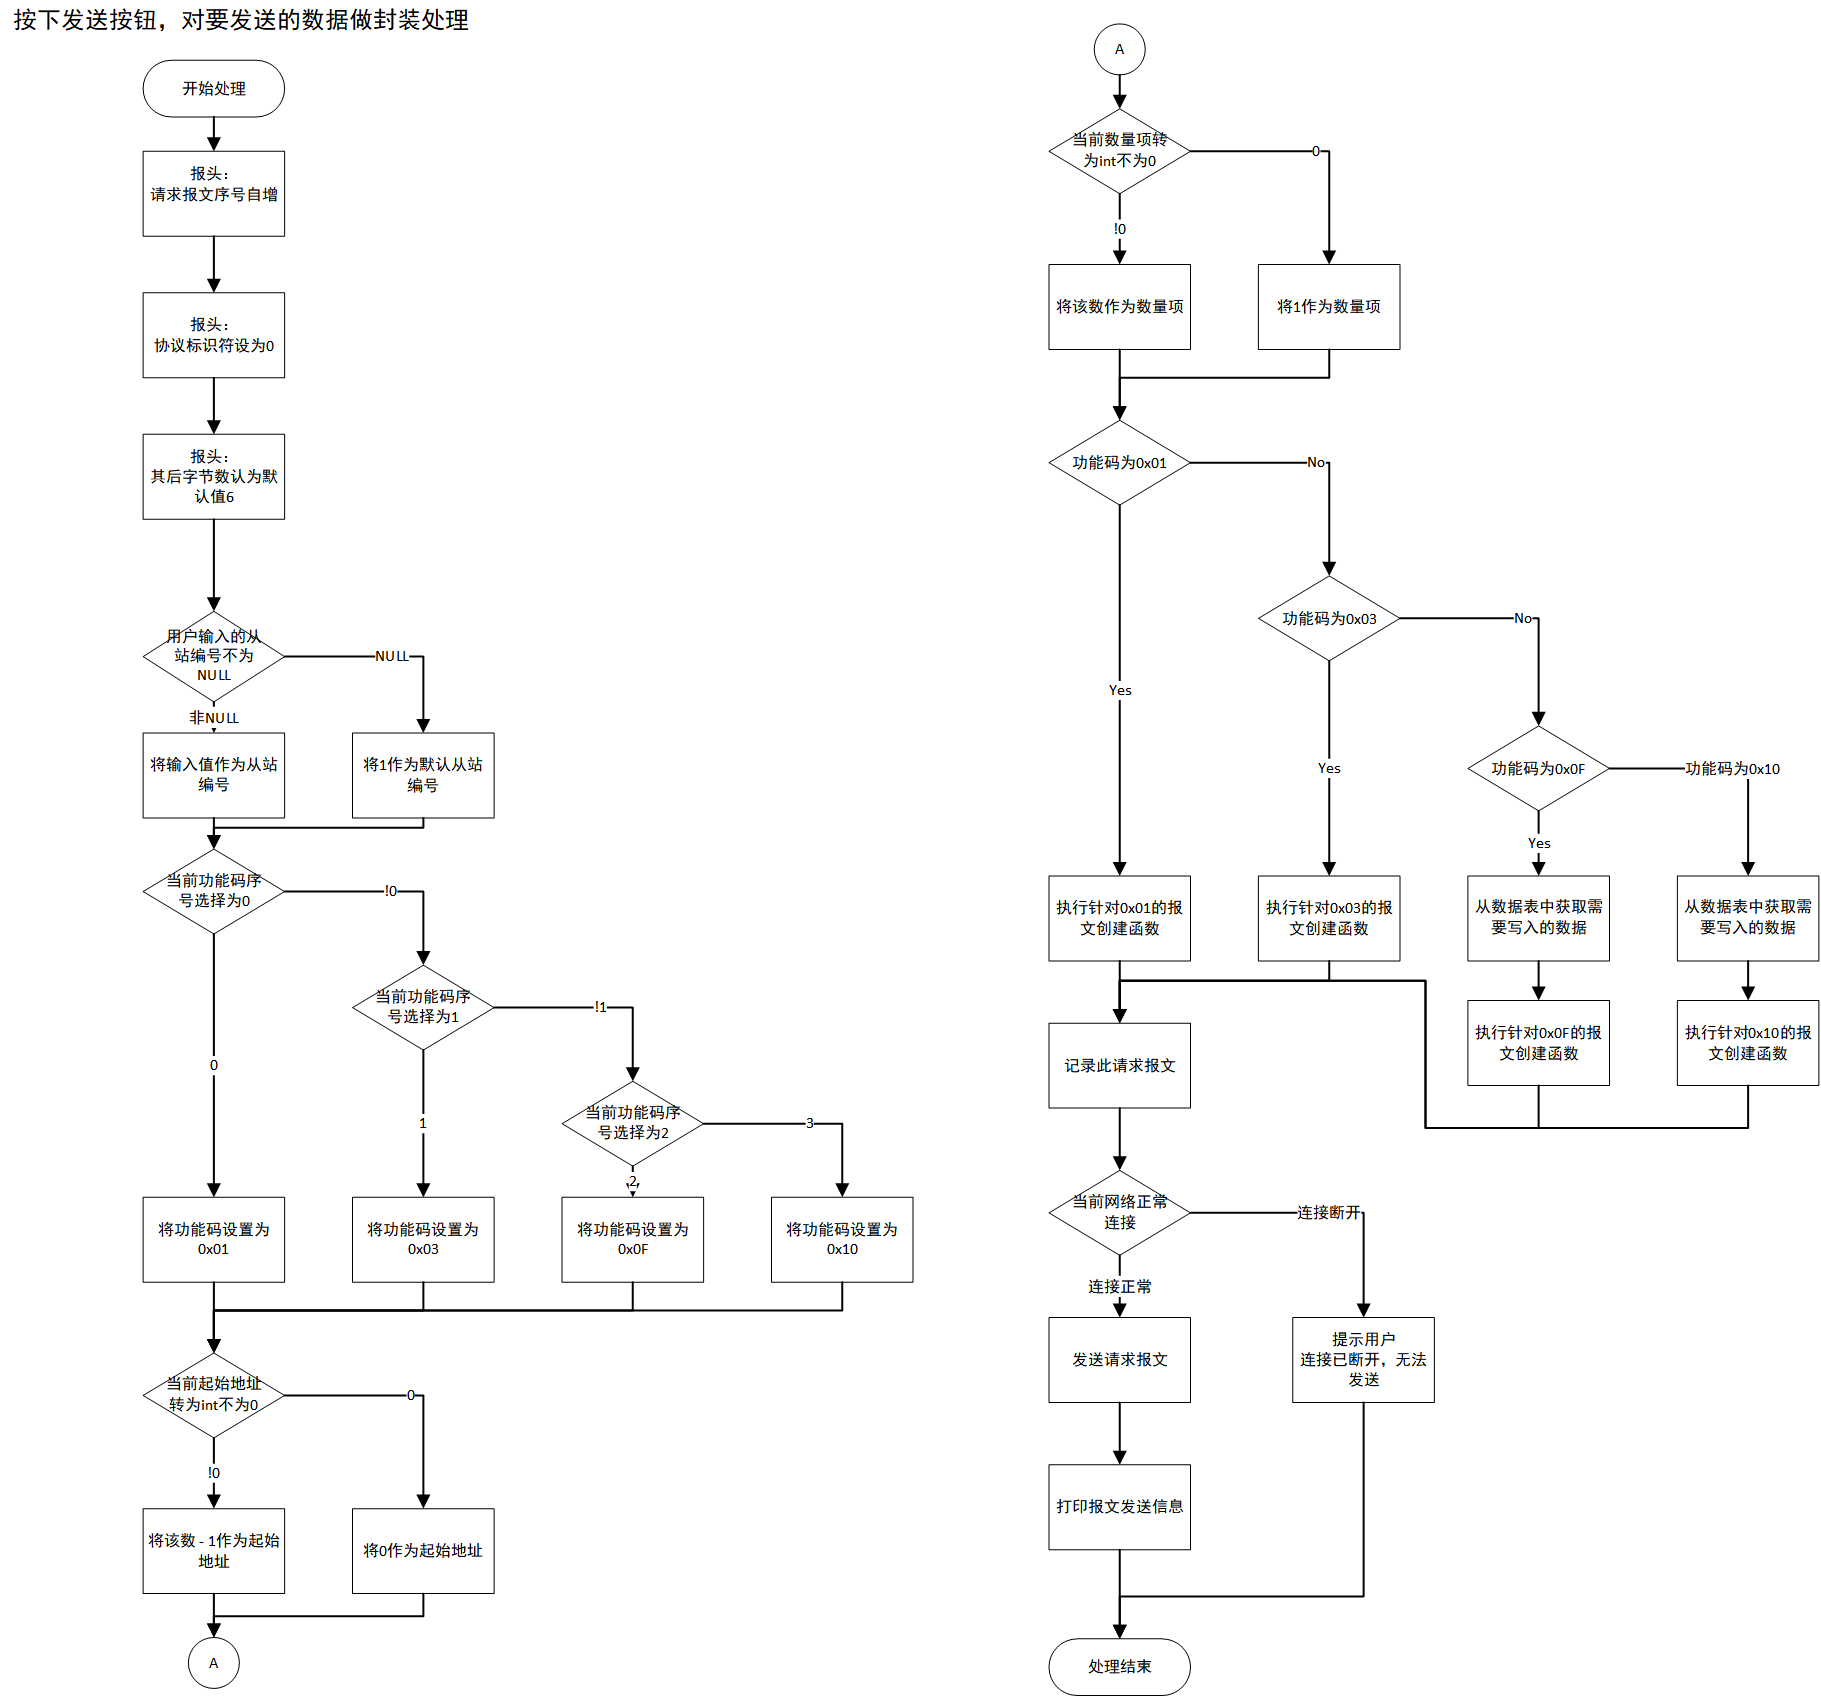 按下发送按钮，对要发送的数据做封装处理
开始处理
报头：
请求报文序号自增
报头：
协议标识符设为0
报头：
其后字节数认为默
认值6
用户输入的从
站编号不为
NULL
NULL
非NULL
将输入值作为从站
编号
将1作为默认从站
编号
当前功能码序
号选择为0
!0
当前功能码序
号选择为1
!1
0
1
当前功能码序
号选择为2
3
2
将功能码设置为
0x01
将功能码设置为
0x03
将功能码设置为
0x0F
将功能码设置为
0x10
当前起始地址
转为int不为0
0
!0
将该数 - 1作为起始
地址
将0作为起始地址
A
A
当前数量项转
为int不为0
0
!0
将该数作为数量项
将1作为数量项
功能码为0x01
No
功能码为0x03
No
Yes
Yes
功能码为0x0F
功能码为0x10
Yes
执行针对0x01的报
文创建函数
执行针对0x03的报
文创建函数
从数据表中获取需
要写入的数据
从数据表中获取需
要写入的数据
执行针对0x0F的报
文创建函数
执行针对0x10的报
文创建函数
记录此请求报文
当前网络正常
连接
连接断开
连接正常
发送请求报文
提示用户
连接已断开，无法
发送
打印报文发送信息
处理结束